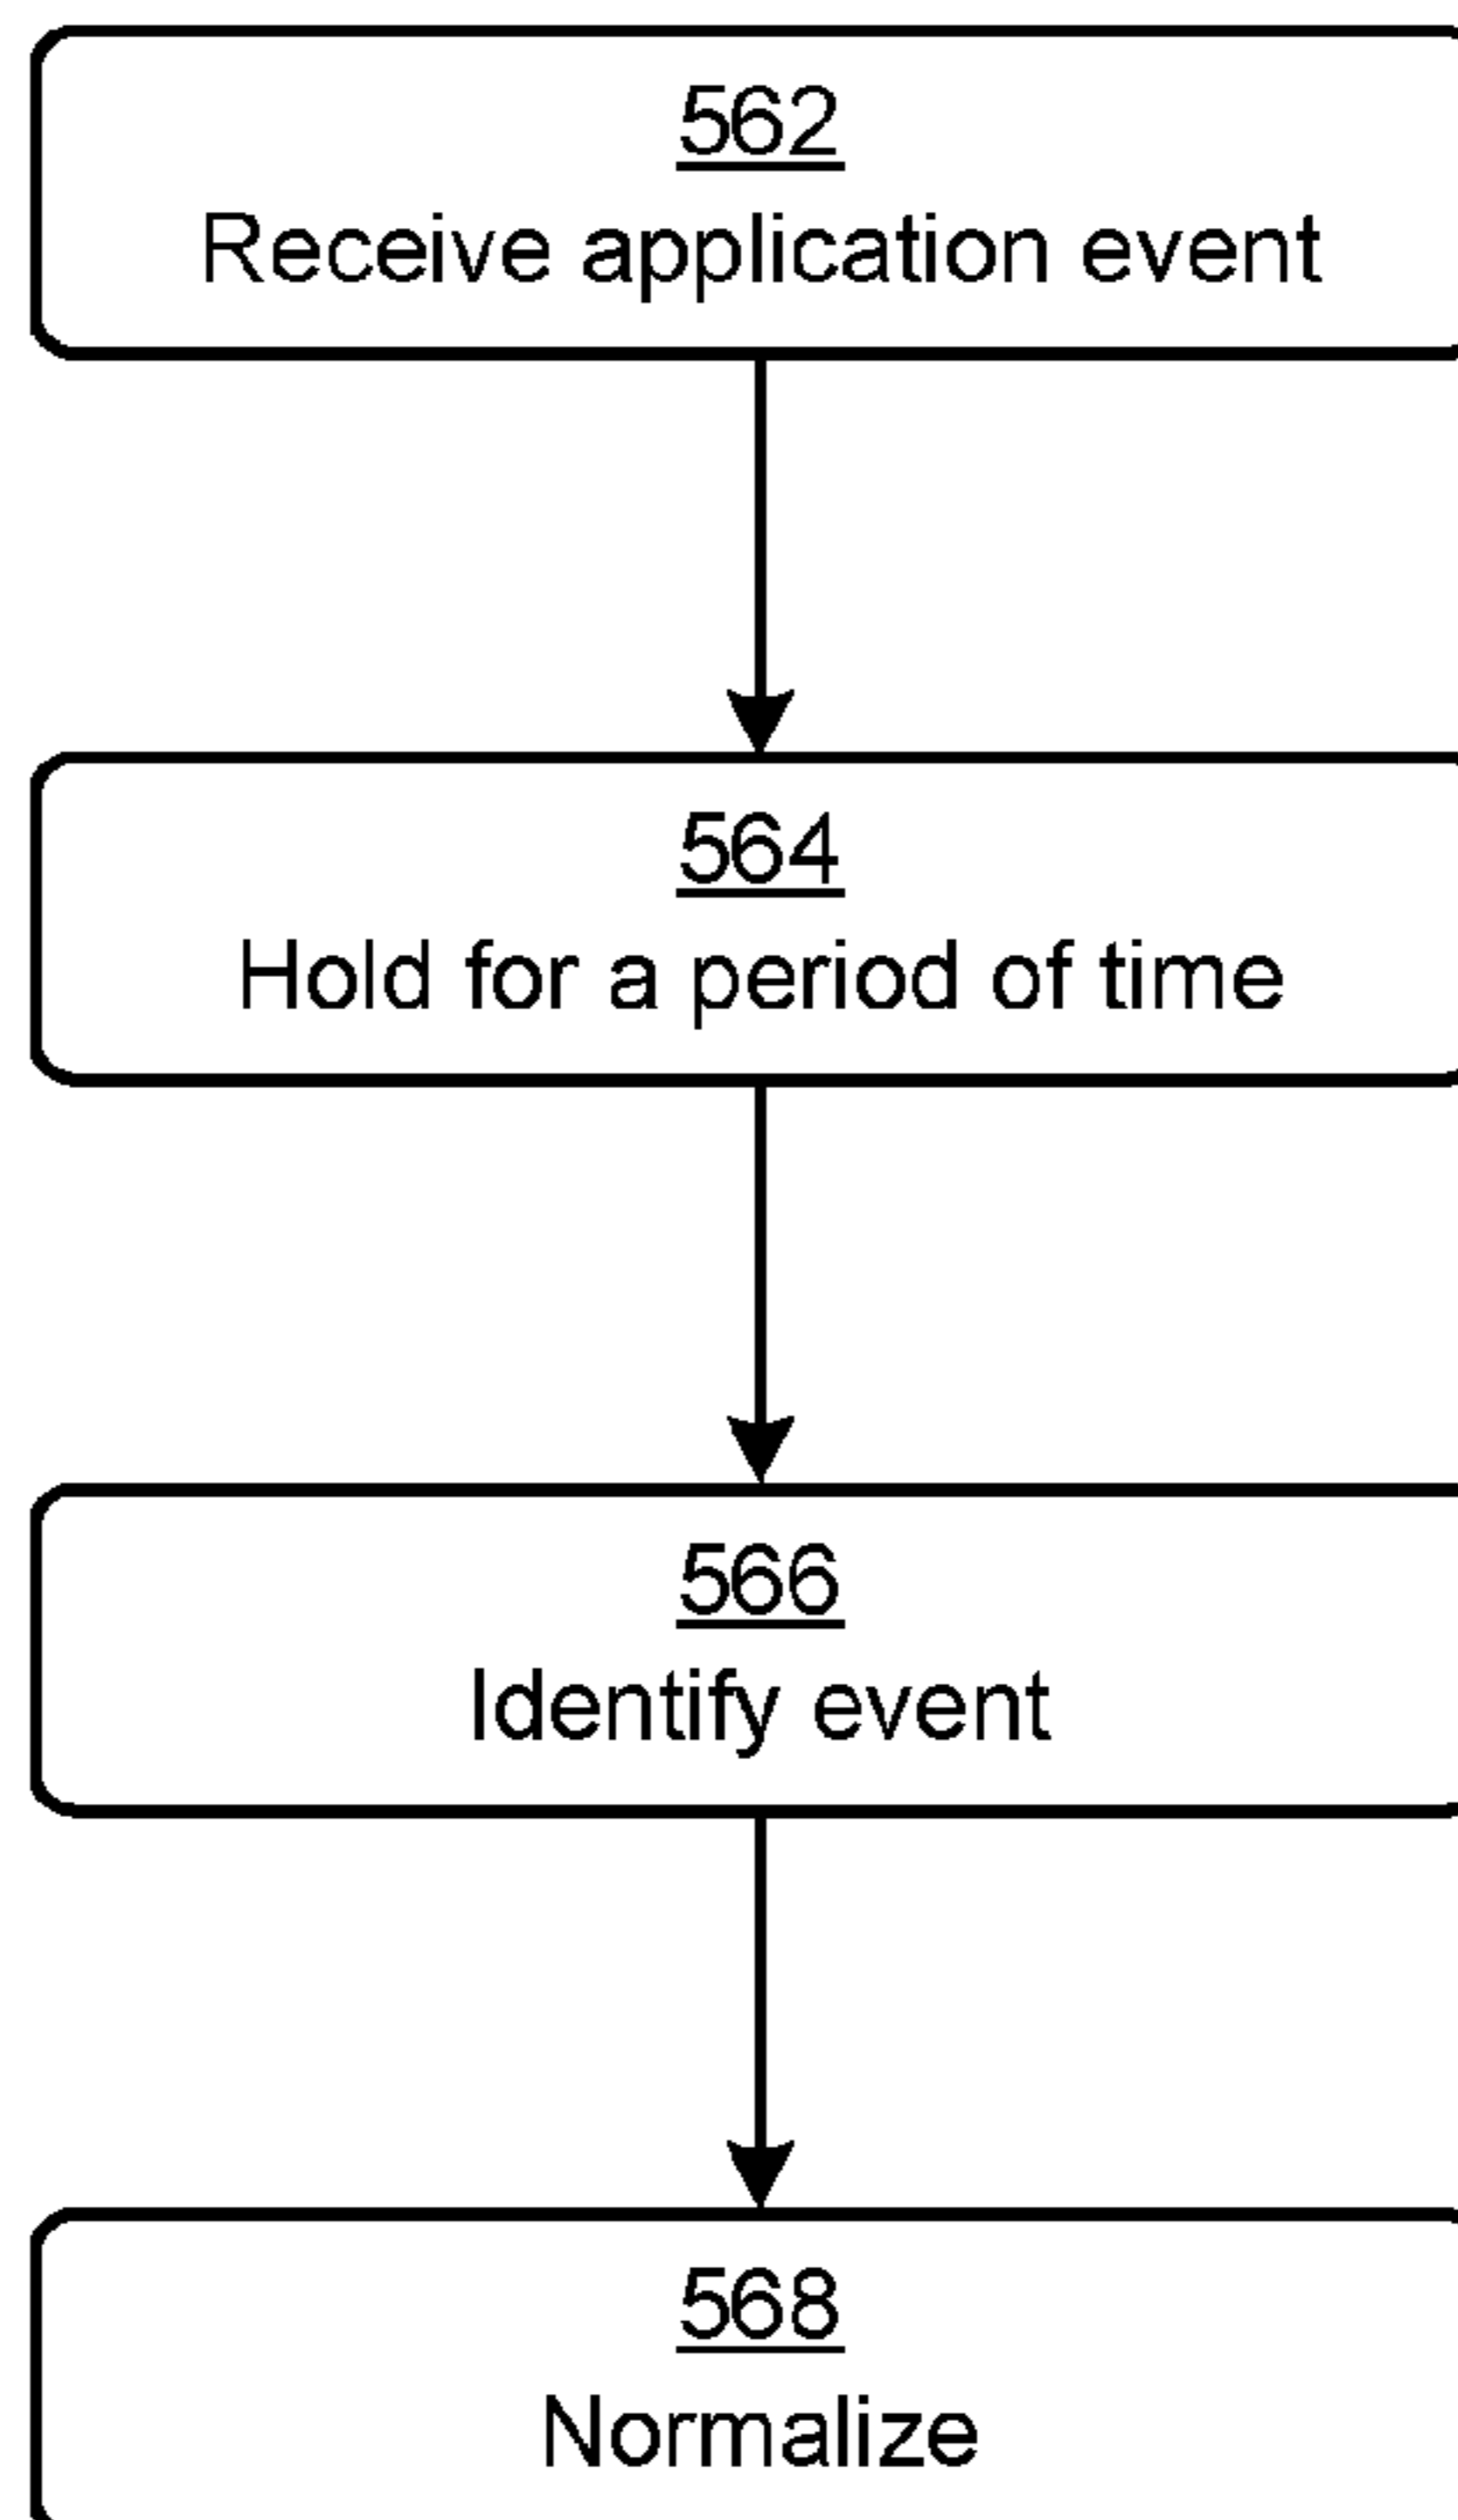 562
Receive application event
564
Hold for a period of time
566
Identify event
568
Normalize